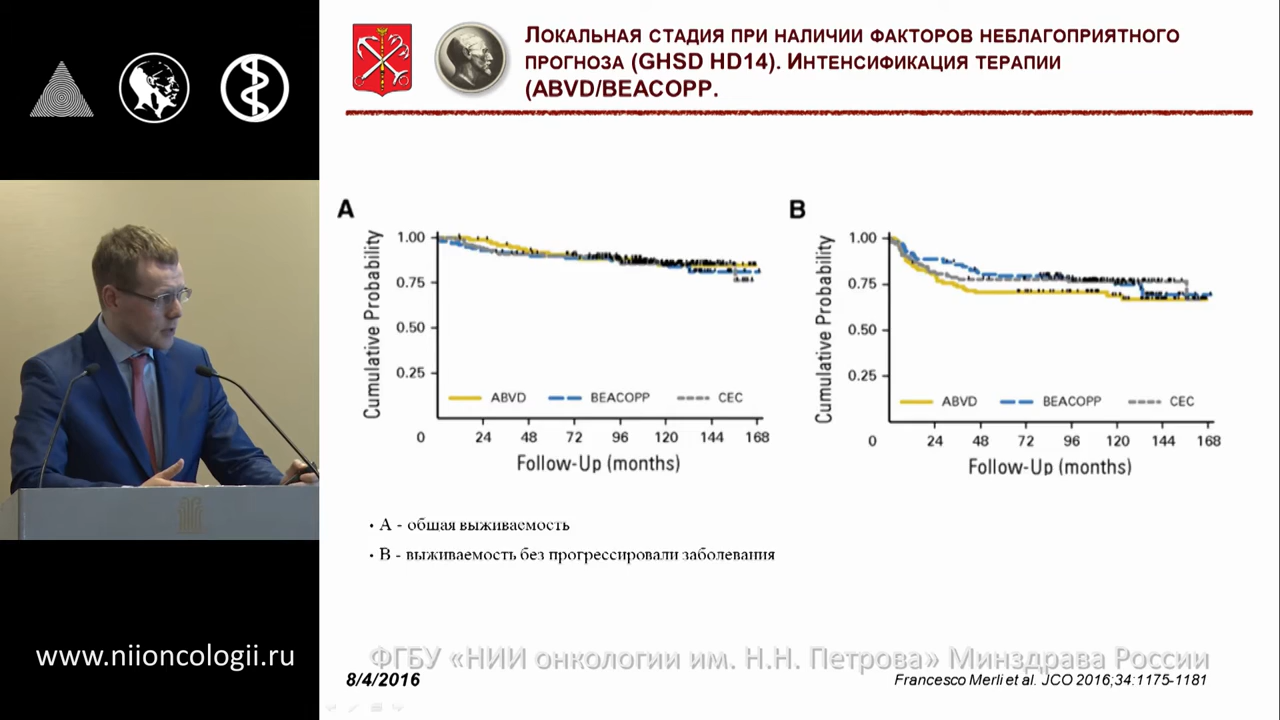 ЛОКАЛЬНАЯ СТАДИЯ ПРИ НАЛИЧИИ ФАКТОРОВ НЕБЛАГОПРИЯТНОГО
ПРОГНОЗА (GHSD HD14). ИНТЕНСИФИКАЦИЯ ТЕРАПИИ
(ABVD/BEACOPP.
A
Cumulative Probability
1.00
0.75
0.50
0.25
ABVD BEACOPP CEC
0 24 48 72 96 120 144 168
Follow-Up (months)
B
Cumulative Probability
1.00
0.75
0.50
0.25
ABVD BEACOPP CEC
0 24 48 72 96 120 144 168
Follow-Up (months)
• А - обшая выживаемость
• В - выживаемость без прогрессировали заболевания
www.niioncologii.ru
ФГБУ «НИИ онкологии им. Н.Н. Петрова» Минздрава России
8/4/2016
Francesco Merli et al. JCO 2016;34:1175-1181